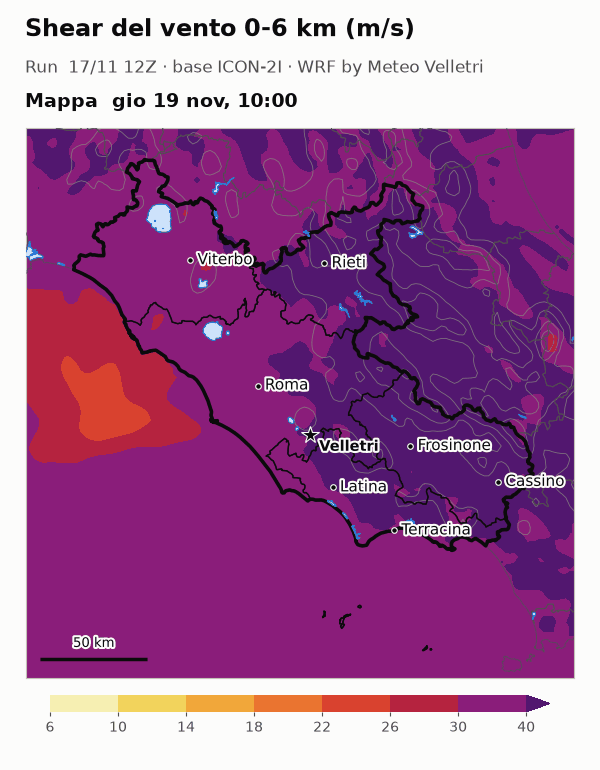 Shear del vento 0-6 km (m/s)
Run  17/11 12Z · base ICON-2I · WRF by Meteo Velletri
Mappa  gio 19 nov, 10:00
Viterbo
Rieti
Roma
Velletri
Frosinone
Latina
Cassino
Terracina
50 km
6 10 14 18 22 26 30 40